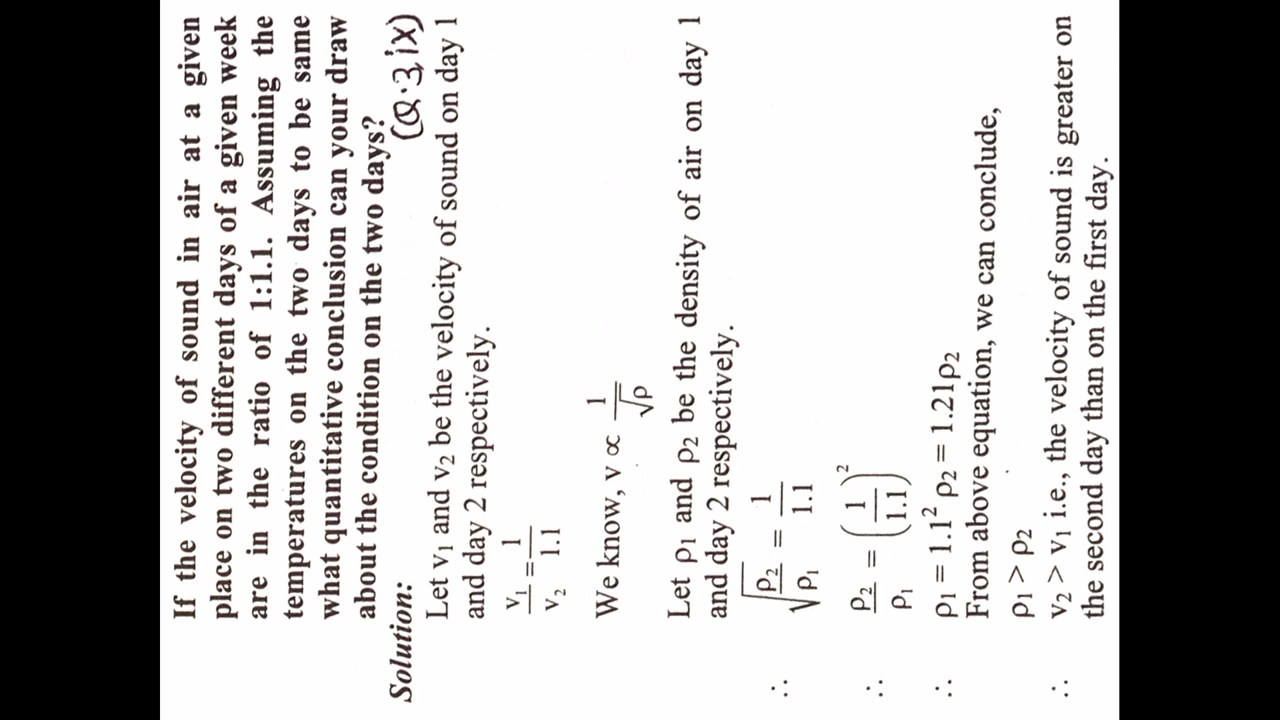 If the velocity of sound in air at a given
place on two different days of a given week
are in the ratio of 1:1.1. Assuming the
temperatures on the two days to be same
what quantitative conclusion can your draw
about the condition on the two days?
(Q.3,ix)
Solution:
Let v₁ and v₂ be the velocity of sound on day 1
and day 2 respectively.
v₁/v₂ = 1/1.1
We know, v ∝ 1/√ρ
Let ρ₁ and ρ₂ be the density of air on day 1
and day 2 respectively.
∴ √(ρ₂/ρ₁) = 1/1.1
∴ ρ₂/ρ₁ = (1/1.1)²
∴ ρ₁ = 1.1² ρ₂ = 1.21ρ₂
From above equation, we can conclude,
ρ₁ > ρ₂
∴ v₂ > v₁ i.e., the velocity of sound is greater on
the second day than on the first day.